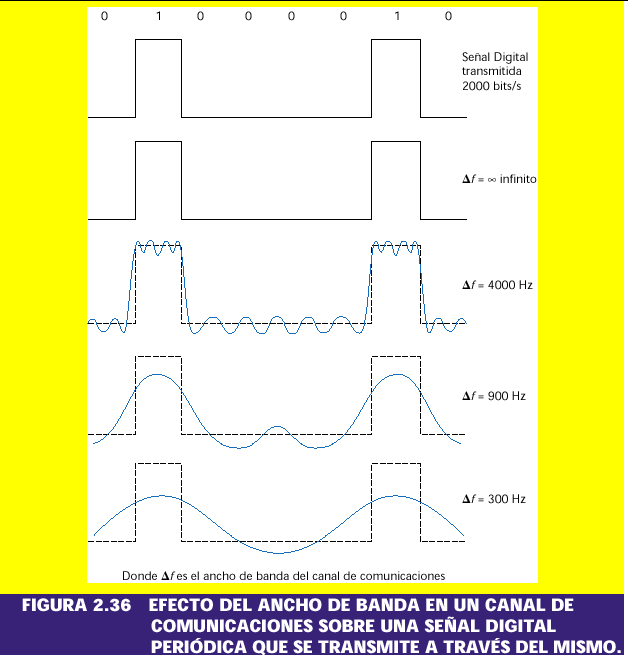 0 1 0 0 0 0 1 0
Señal Digital
transmitida
2000 bits/s
Δf = ∞ infinito
Δf = 4000 Hz
Δf = 900 Hz
Δf = 300 Hz
Donde Δf es el ancho de banda del canal de comunicaciones
FIGURA 2.36 EFECTO DEL ANCHO DE BANDA EN UN CANAL DE
COMUNICACIONES SOBRE UNA SEÑAL DIGITAL
PERIÓDICA QUE SE TRANSMITE A TRAVÉS DEL MISMO.